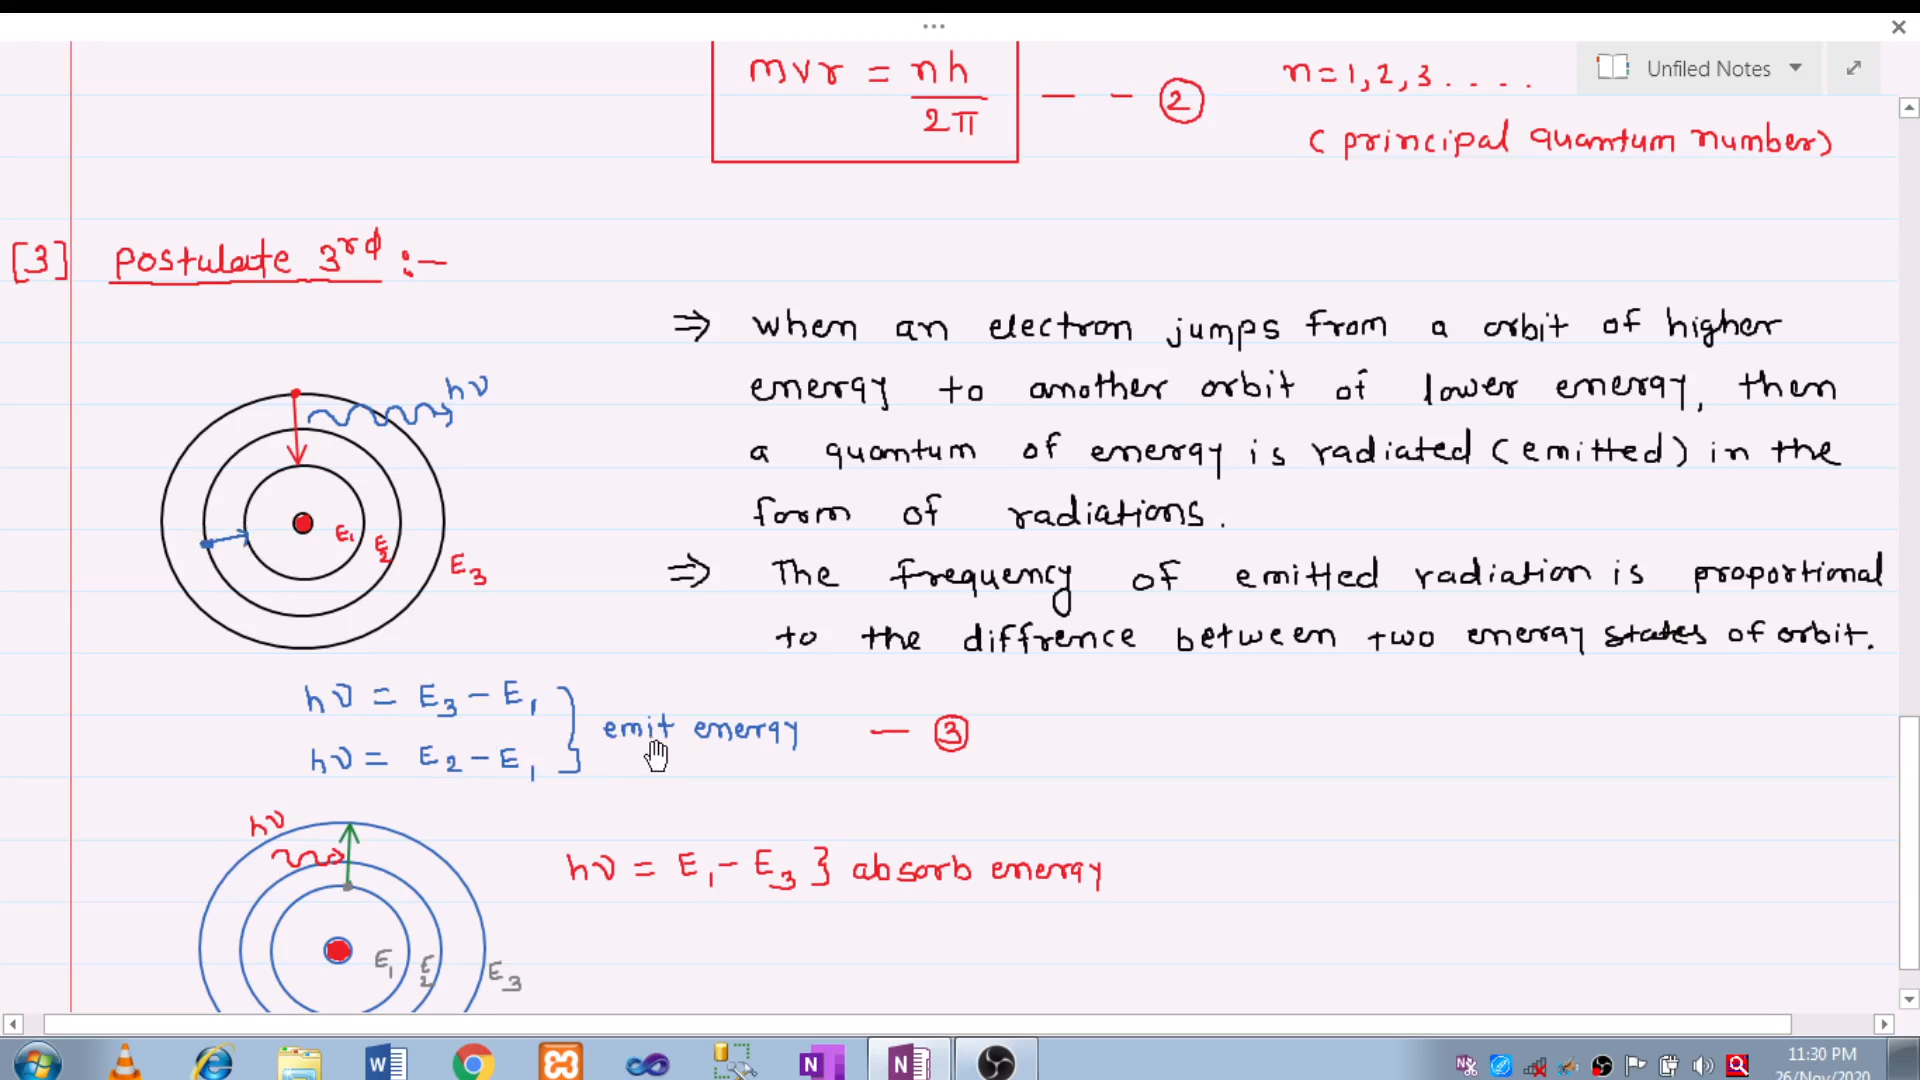 ...
Unfiled Notes
mvr = nh
2π
- - ②
n=1,2,3.....
(principal quantum number)
[3] Postulate 3rd :-
⇒ When an electron jumps from a orbit of higher
energy to another orbit of lower energy, then
a quantum of energy is radiated (emitted) in the
form of radiations.
⇒ The frequency of emitted radiation is proportional
to the diffrence between two energy states of orbit.
hν
E1 E2 E3
hν = E3 - E1
hν = E2 - E1
} emit energy - ③
hν
hν = E1 - E3 } absorb energy
E1 E2 E3
11:30 PM
26/Nov/2020